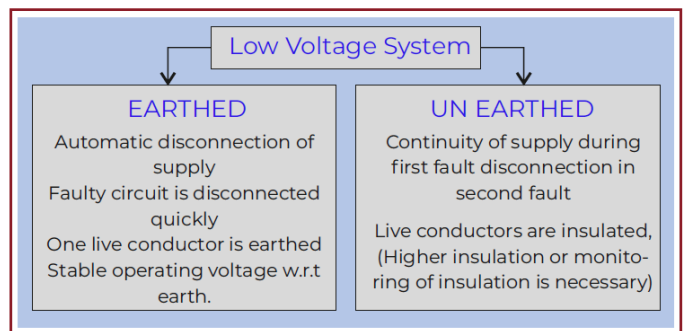 Low Voltage System
EARTHED
Automatic disconnection of
supply
Faulty circuit is disconnected
quickly
One live conductor is earthed
Stable operating voltage w.r.t
earth.
UN EARTHED
Continuity of supply during
first fault disconnection in
second fault
Live conductors are insulated,
(Higher insulation or monito-
ring of insulation is necessary)